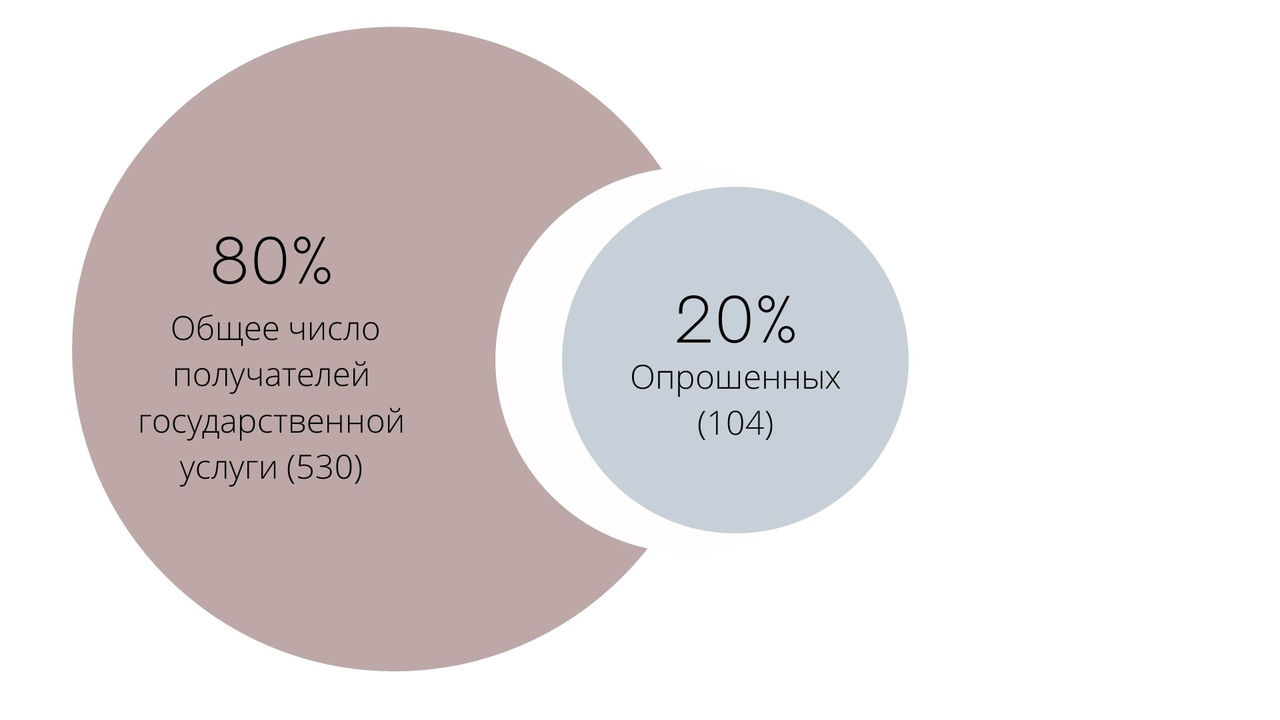 80%
Общее число
получателей
государственной
услуги (530)
20%
Опрошенных
(104)